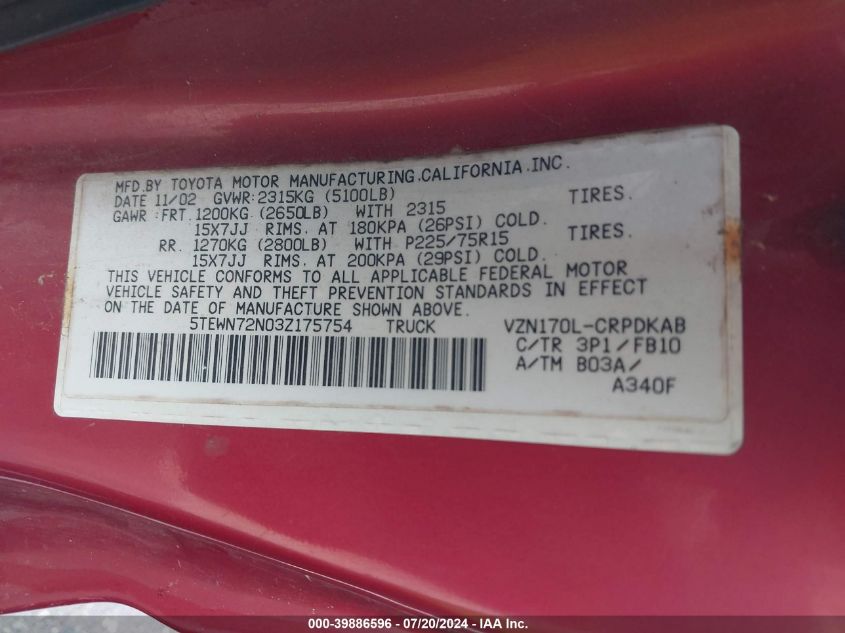 MFD.BY TOYOTA MOTOR MANUFACTURING.CALIFORNIA.INC.
DATE 11/02 GVWR:2315KG (5100LB)
GAWR:FRT.1200KG (2650LB) WITH 2315 TIRES.
15X7JJ RIMS. AT 180KPA (26PSI) COLD.
RR. 1270KG (2800LB) WITH P225/75R15 TIRES.
15X7JJ RIMS. AT 200KPA (29PSI) COLD.
THIS VEHICLE CONFORMS TO ALL APPLICABLE FEDERAL MOTOR
VEHICLE SAFETY AND THEFT PREVENTION STANDARDS IN EFFECT
ON THE DATE OF MANUFACTURE SHOWN ABOVE.
5TEWN72N03Z175754 TRUCK VZN170L-CRPDKAB
C/TR 3P1/FB10
A/TM B03A/
A340F
000-39886596 - 07/20/2024 - IAA Inc.